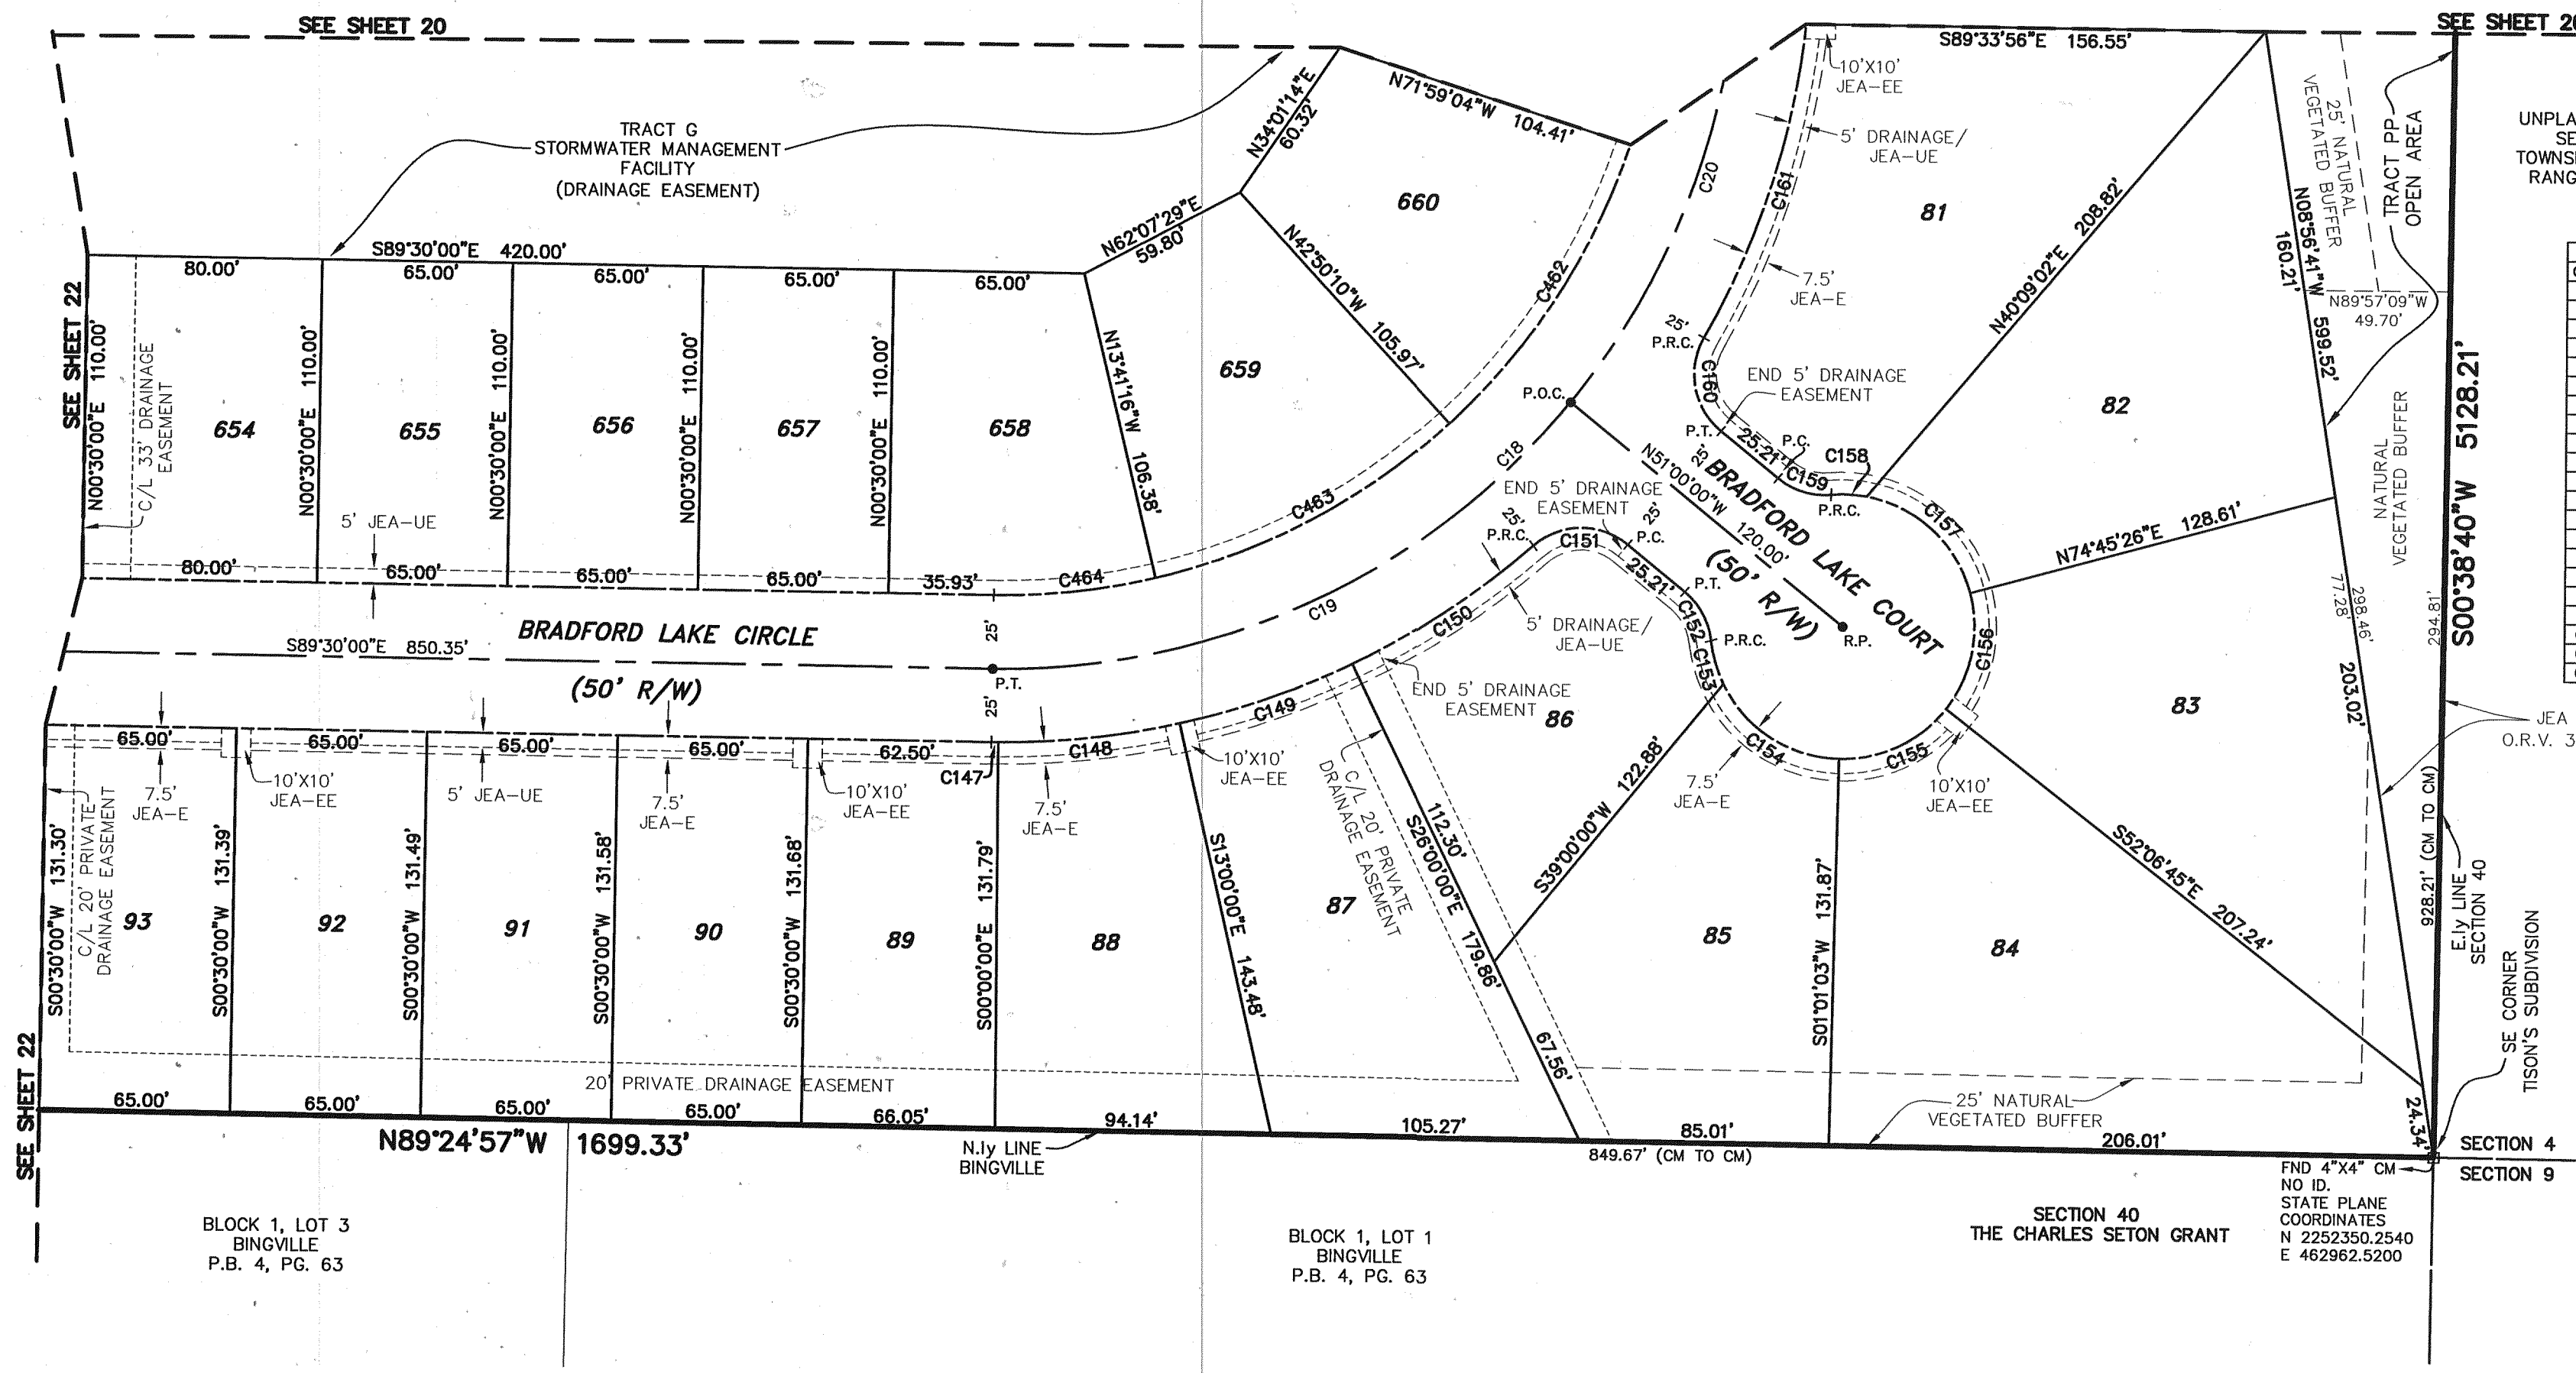 SEE SHEET 20
SEE SHEET 20
S89°33'56"E 156.55'
10'X10'
JEA-EE
N71°59'04"W 104.41'
N34°01'14"E
60.32'
TRACT G
STORMWATER MANAGEMENT
FACILITY
(DRAINAGE EASEMENT)
5' DRAINAGE/
JEA-UE
C20
C161
660
81
25' NATURAL
VEGETATED BUFFER
TRACT PP
OPEN AREA
N62°07'29"E
59.80'
N42°50'10"W 105.97'
C462
7.5'
JEA-E
N40°09'02"E 208.82'
N08°56'41"W 599.52'
160.21'
N89°57'09"W
49.70'
S89°30'00"E 420.00'
80.00'
65.00'
65.00'
65.00'
65.00'
SEE SHEET 22
N00°30'00"E 110.00'
C/L 33' DRAINAGE
EASEMENT
654
N00°30'00"E 110.00'
655
N00°30'00"E 110.00'
656
N00°30'00"E 110.00'
657
N00°30'00"E 110.00'
658
N13°41'16"W 106.38'
659
25'
P.R.C.
C160
END 5' DRAINAGE
EASEMENT
P.O.C.
P.T.
25'
25.21'
P.C.
C159
C158
P.R.C.
82
NATURAL
VEGETATED BUFFER
S00°38'40"W 5128.21'
C18
N51°00'00"W 120.00'
BRADFORD LAKE COURT
(50' R/W)
END 5' DRAINAGE
EASEMENT
25'
P.R.C.
C151
25'
P.C.
25.21'
P.T.
C157
N74°45'26"E 128.61'
C463
5' JEA-UE
80.00'
65.00'
65.00'
65.00'
35.93'
C464
C19
C150
5' DRAINAGE/
JEA-UE
C152
P.R.C.
R.P.
C156
77.28'
298.46'
294.81'
BRADFORD LAKE CIRCLE
S89°30'00"E 850.35'
(50' R/W)
25'
P.T.
25'
C153
END 5' DRAINAGE
EASEMENT
86
83
203.02'
JEA
65.00'
65.00'
65.00'
65.00'
62.50'
C147
C148
C149
C154
C155
7.5'
JEA-E
10'X10'
JEA-EE
5' JEA-UE
7.5'
JEA-E
10'X10'
JEA-EE
7.5'
JEA-E
10'X10'
JEA-EE
C/L 20' PRIVATE
DRAINAGE EASEMENT
7.5'
JEA-E
10'X10'
JEA-EE
S00°30'00"W 131.30'
C/L 20' PRIVATE
DRAINAGE EASEMENT
93
S00°30'00"W 131.39'
92
S00°30'00"W 131.49'
91
S00°30'00"W 131.58'
90
S00°30'00"W 131.68'
89
S00°00'00"E 131.79'
88
S13°00'00"E 143.48'
87
112.30'
S26°00'00"E 179.86'
67.56'
S39°00'00"W 122.88'
85
S01°01'03"W 131.87'
84
S52°06'45"E 207.24'
928.21' (CM TO CM)
E.ly LINE
SECTION 40
SE CORNER
TISON'S SUBDIVISION
SEE SHEET 22
20' PRIVATE DRAINAGE EASEMENT
25' NATURAL
VEGETATED BUFFER
24.34'
65.00'
65.00'
65.00'
65.00'
66.05'
94.14'
105.27'
85.01'
206.01'
N89°24'57"W 1699.33'
N.ly LINE
BINGVILLE
849.67' (CM TO CM)
SECTION 4
SECTION 9
FND 4"X4" CM
NO ID.
STATE PLANE
COORDINATES
N 2252350.2540
E 462962.5200
BLOCK 1, LOT 3
BINGVILLE
P.B. 4, PG. 63
BLOCK 1, LOT 1
BINGVILLE
P.B. 4, PG. 63
SECTION 40
THE CHARLES SETON GRANT